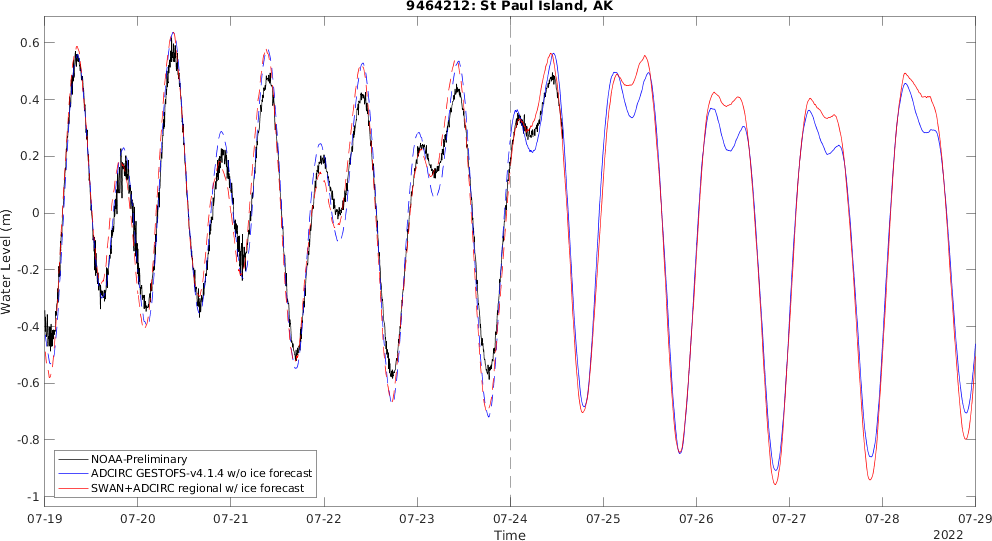 9464212: St Paul Island, AK
Water Level (m)
0.6
0.4
0.2
0
-0.2
-0.4
-0.6
-0.8
-1
NOAA-Preliminary
ADCIRC GESTOFS-v4.1.4 w/o ice forecast
SWAN+ADCIRC regional w/ ice forecast
07-19 07-20 07-21 07-22 07-23 07-24 07-25 07-26 07-27 07-28 07-29
Time
2022